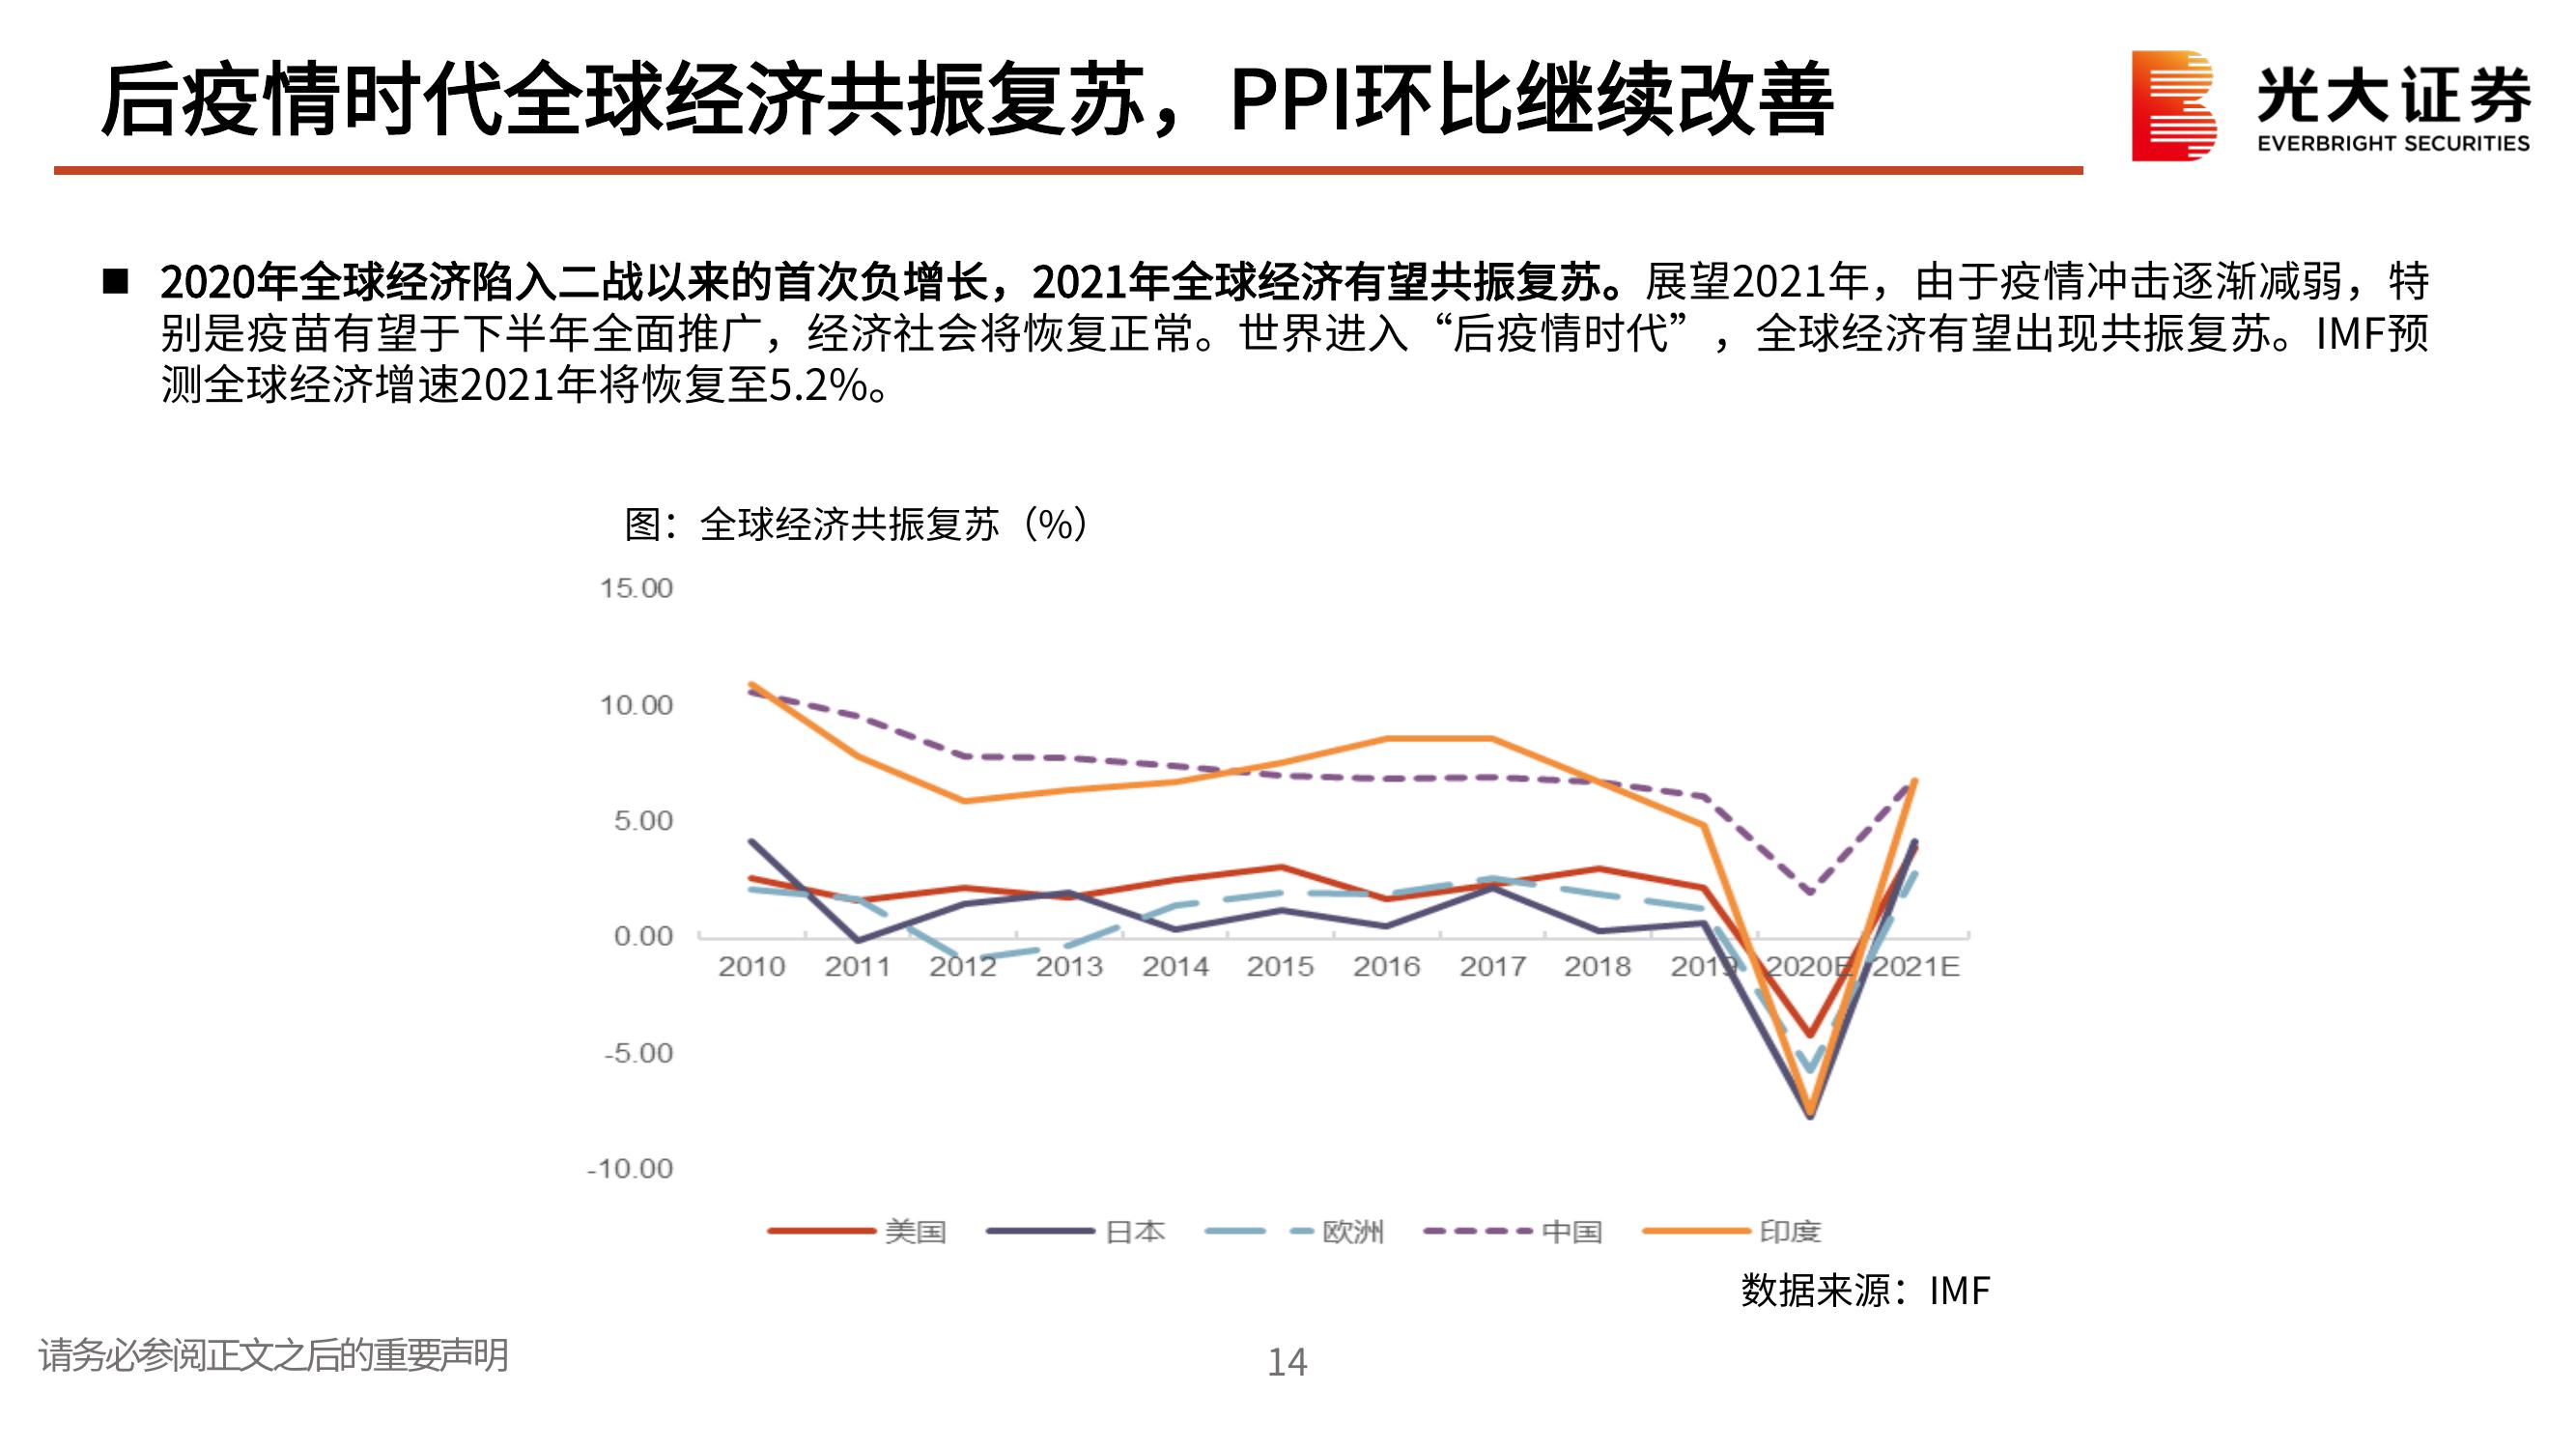 后疫情时代全球经济共振复苏，PPI环比继续改善
光大证券
EVERBRIGHT SECURITIES
■ 2020年全球经济陷入二战以来的首次负增长，2021年全球经济有望共振复苏。展望2021年，由于疫情冲击逐渐减弱，特
别是疫苗有望于下半年全面推广，经济社会将恢复正常。世界进入“后疫情时代”，全球经济有望出现共振复苏。IMF预
测全球经济增速2021年将恢复至5.2%。
图：全球经济共振复苏（%）
15.00
10.00
5.00
0.00
-5.00
-10.00
2010 2011 2012 2013 2014 2015 2016 2017 2018 2019 2020E 2021E
美国 日本 欧洲 中国 印度
数据来源：IMF
请务必参阅正文之后的重要声明
14